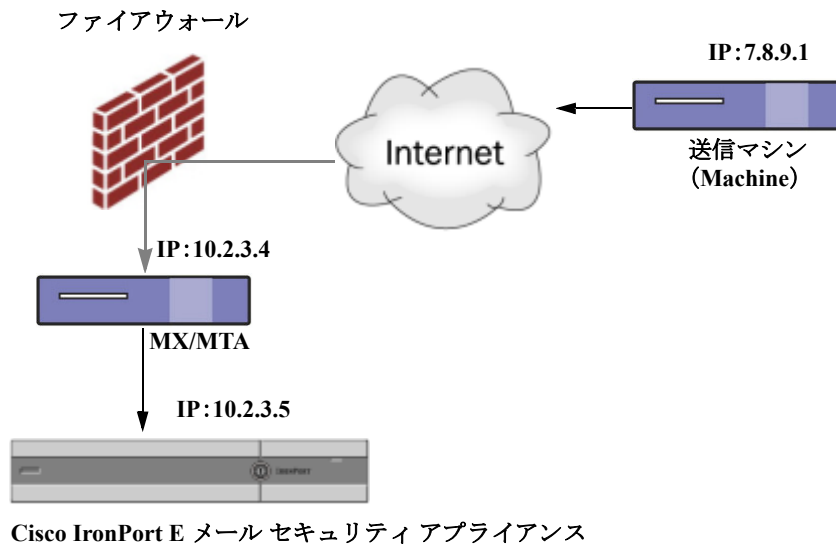 ファイアウォール
IP:7.8.9.1
Internet
送信マシン
(Machine)
IP:10.2.3.4
MX/MTA
IP:10.2.3.5
IRONPORT
Cisco IronPort E メール セキュリティ アプライアンス